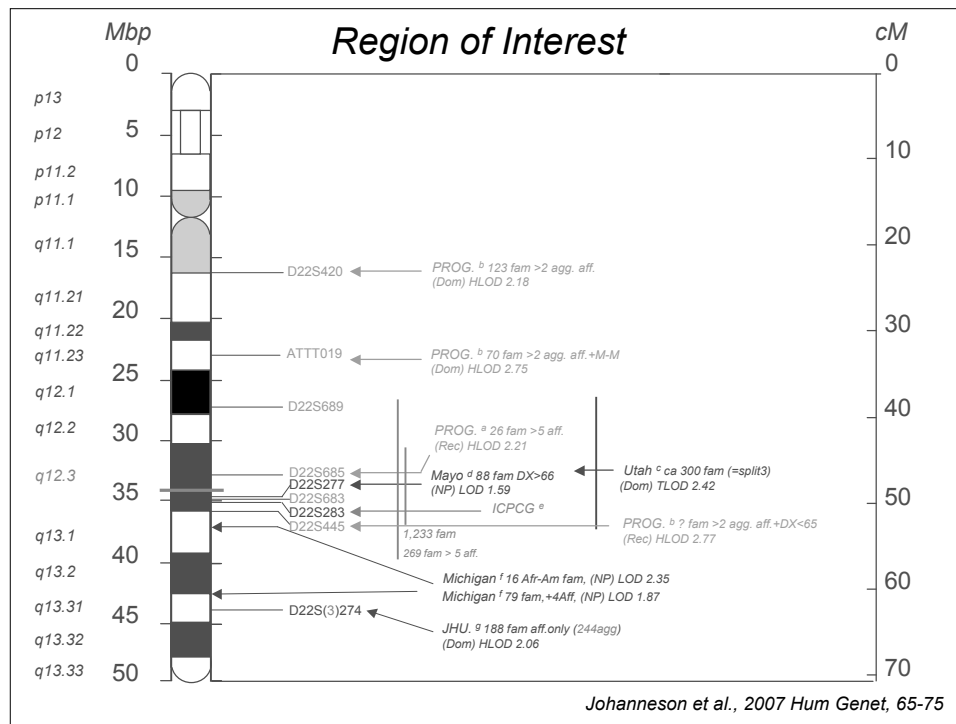 Region of Interest
Mbp
cM
0
5
10
15
20
25
30
35
40
45
50
p13
p12
p11.2
p11.1
q11.1
q11.21
q11.22
q11.23
q12.1
q12.2
q12.3
q13.1
q13.2
q13.31
q13.32
q13.33
D22S420
ATTT019
D22S689
D22S685
D22S277
D22S683
D22S283
D22S445
D22S(3)274
PROG. b 123 fam >2 agg. aff.
(Dom) HLOD 2.18
PROG. b 70 fam >2 agg. aff.+M-M
(Dom) HLOD 2.75
PROG. a 26 fam >5 aff.
(Rec) HLOD 2.21
Mayo d 88 fam DX>66
(NP) LOD 1.59
Utah c ca 300 fam (=split3)
(Dom) TLOD 2.42
ICPCG e
PROG. b ? fam >2 agg. aff.+DX<65
(Rec) HLOD 2.77
1,233 fam
269 fam > 5 aff.
Michigan f 16 Afr-Am fam, (NP) LOD 2.35
Michigan f 79 fam,+4Aff, (NP) LOD 1.87
JHU. g 188 fam aff.only (244agg)
(Dom) HLOD 2.06
0
10
20
30
40
50
60
70
Johanneson et al., 2007 Hum Genet, 65-75